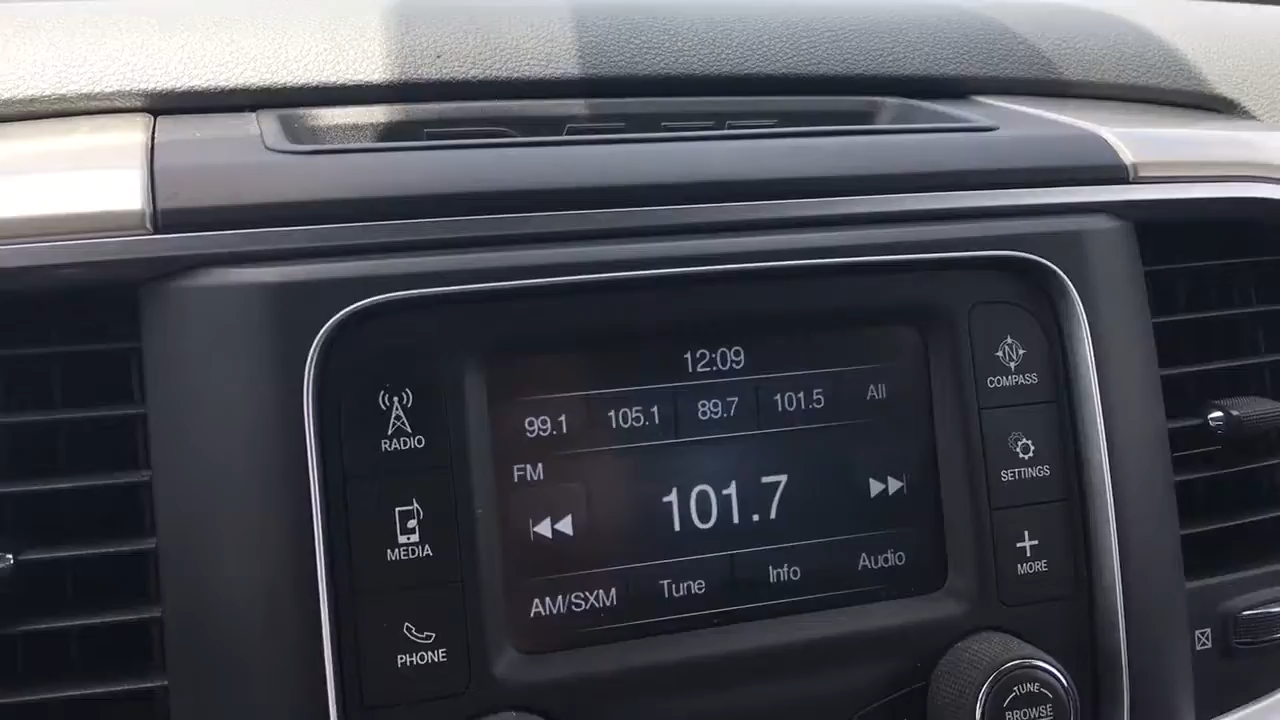 12:09
99.1 105.1 89.7 101.5 All
FM
101.7
AM/SXM Tune Info Audio
RADIO
MEDIA
PHONE
N
COMPASS
SETTINGS
MORE
TUNE
BROWSE